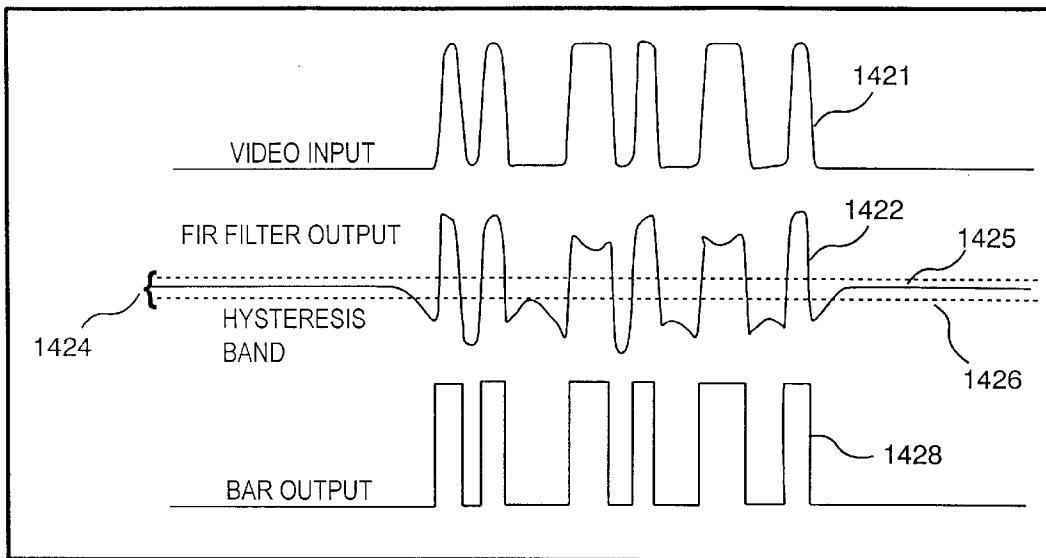 1421
VIDEO INPUT
1422
FIR FILTER OUTPUT
1425
{
HYSTERESIS
BAND
1424
1426
1428
BAR OUTPUT